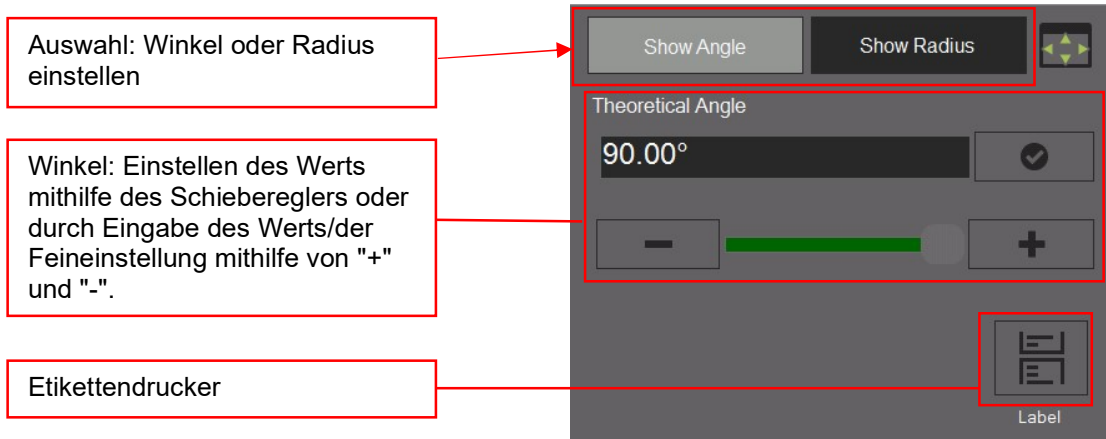 Auswahl: Winkel oder Radius
einstellen
Show Angle
Show Radius
Theoretical Angle
90.00°
Winkel: Einstellen des Werts
mithilfe des Schiebereglers oder
durch Eingabe des Werts/der
Feineinstellung mithilfe von "+"
und "-".
Etikettendrucker
Label